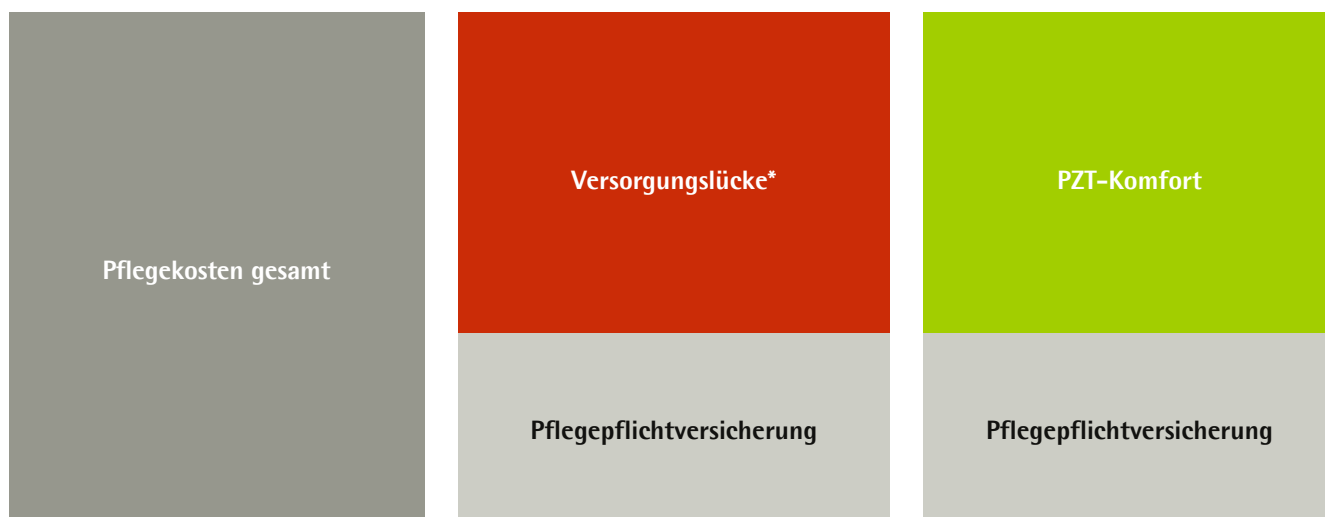 Pflegekosten gesamt
Versorgungslücke*
Pflegepflichtversicherung
PZT-Komfort
Pflegepflichtversicherung